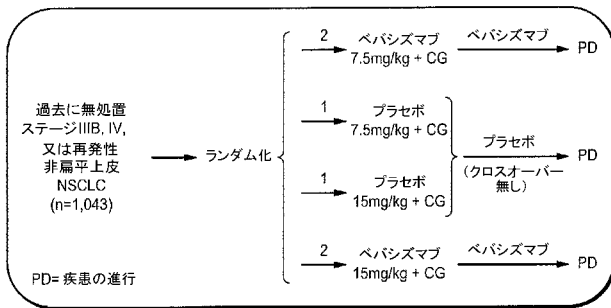 過去に無処置
ステージIIIB, IV,
又は再発性
非扁平上皮
NSCLC
(n=1,043)
PD= 疾患の進行
ランダム化
2
ベバシズマブ
7.5mg/kg + CG
ベバシズマブ
PD
1
プラセボ
7.5mg/kg + CG
1
プラセボ
15mg/kg + CG
プラセボ
(クロスオーバー
無し)
PD
2
ベバシズマブ
15mg/kg + CG
ベバシズマブ
PD